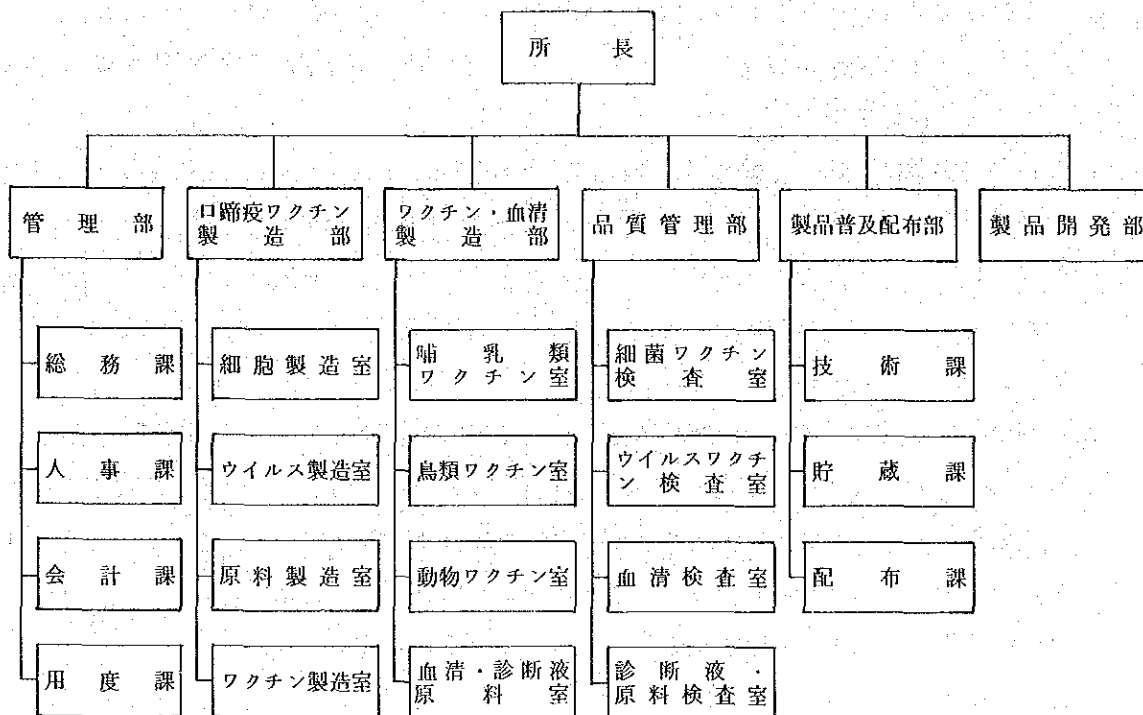 所長
管理部
口蹄疫ワクチン
製造部
ワクチン・血清
製造部
品質管理部
製品普及配布部
製品開発部
総務課
細胞製造室
哺乳類
ワクチン室
細菌ワクチン
検査室
技術課
人事課
ウイルス製造室
鳥類ワクチン室
ウイルスワクチ
ン検査室
貯蔵課
会計課
原料製造室
動物ワクチン室
血清検査室
配布課
用度課
ワクチン製造室
血清・診断液
原料室
診断液・
原料検査室